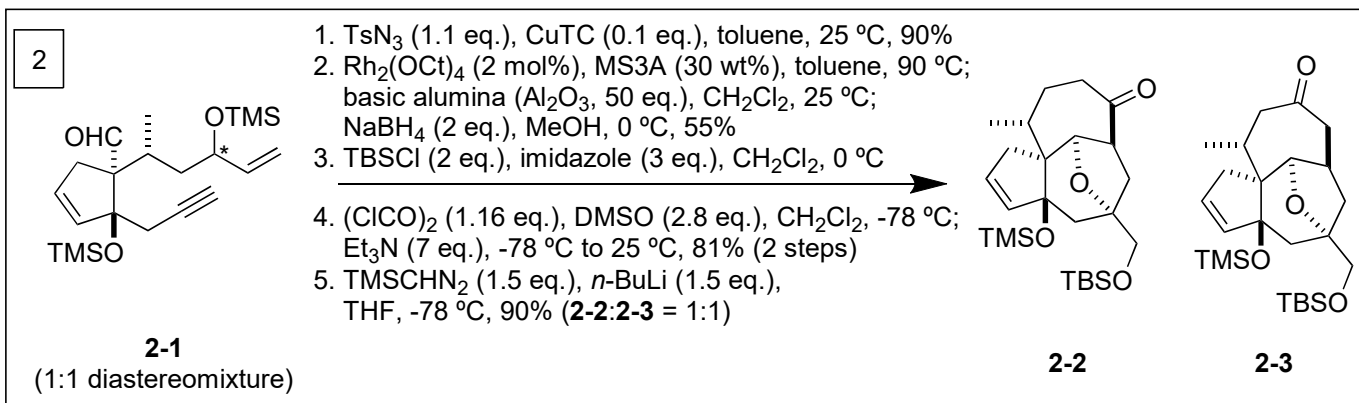 2
1. TsN₃ (1.1 eq.), CuTC (0.1 eq.), toluene, 25 ºC, 90%
2. Rh₂(OCt)₄ (2 mol%), MS3A (30 wt%), toluene, 90 ºC;
basic alumina (Al₂O₃, 50 eq.), CH₂Cl₂, 25 ºC;
NaBH₄ (2 eq.), MeOH, 0 ºC, 55%
3. TBSCl (2 eq.), imidazole (3 eq.), CH₂Cl₂, 0 ºC
4. (ClCO)₂ (1.16 eq.), DMSO (2.8 eq.), CH₂Cl₂, -78 ºC;
Et₃N (7 eq.), -78 ºC to 25 ºC, 81% (2 steps)
5. TMSCHN₂ (1.5 eq.), n-BuLi (1.5 eq.),
THF, -78 ºC, 90% (2-2:2-3 = 1:1)
OTMS
OHC
*
TMSO
2-1
(1:1 diastereomixture)
O
O
TMSO
TBSO
2-2
O
O
TMSO
TBSO
2-3